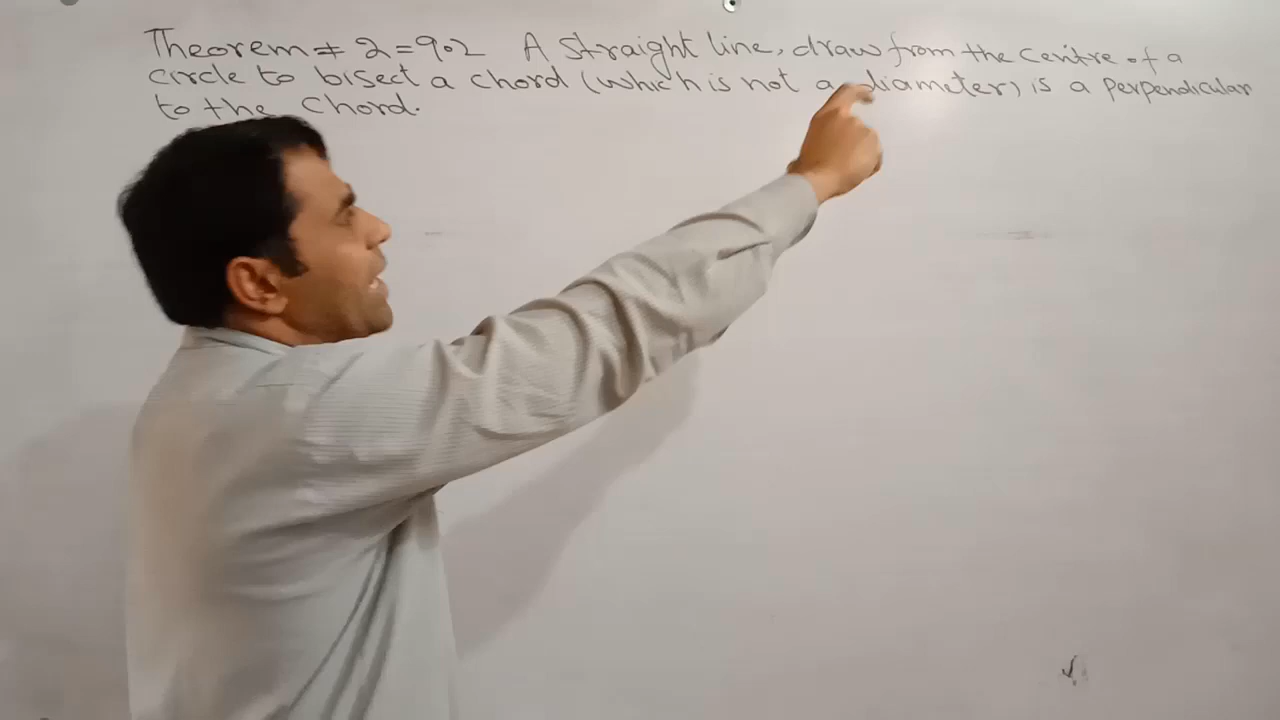 Theorem # 2=9.2 A straight line, draw from the centre of a
circle to bisect a chord (which is not a diameter) is a perpendicular
to the chord.